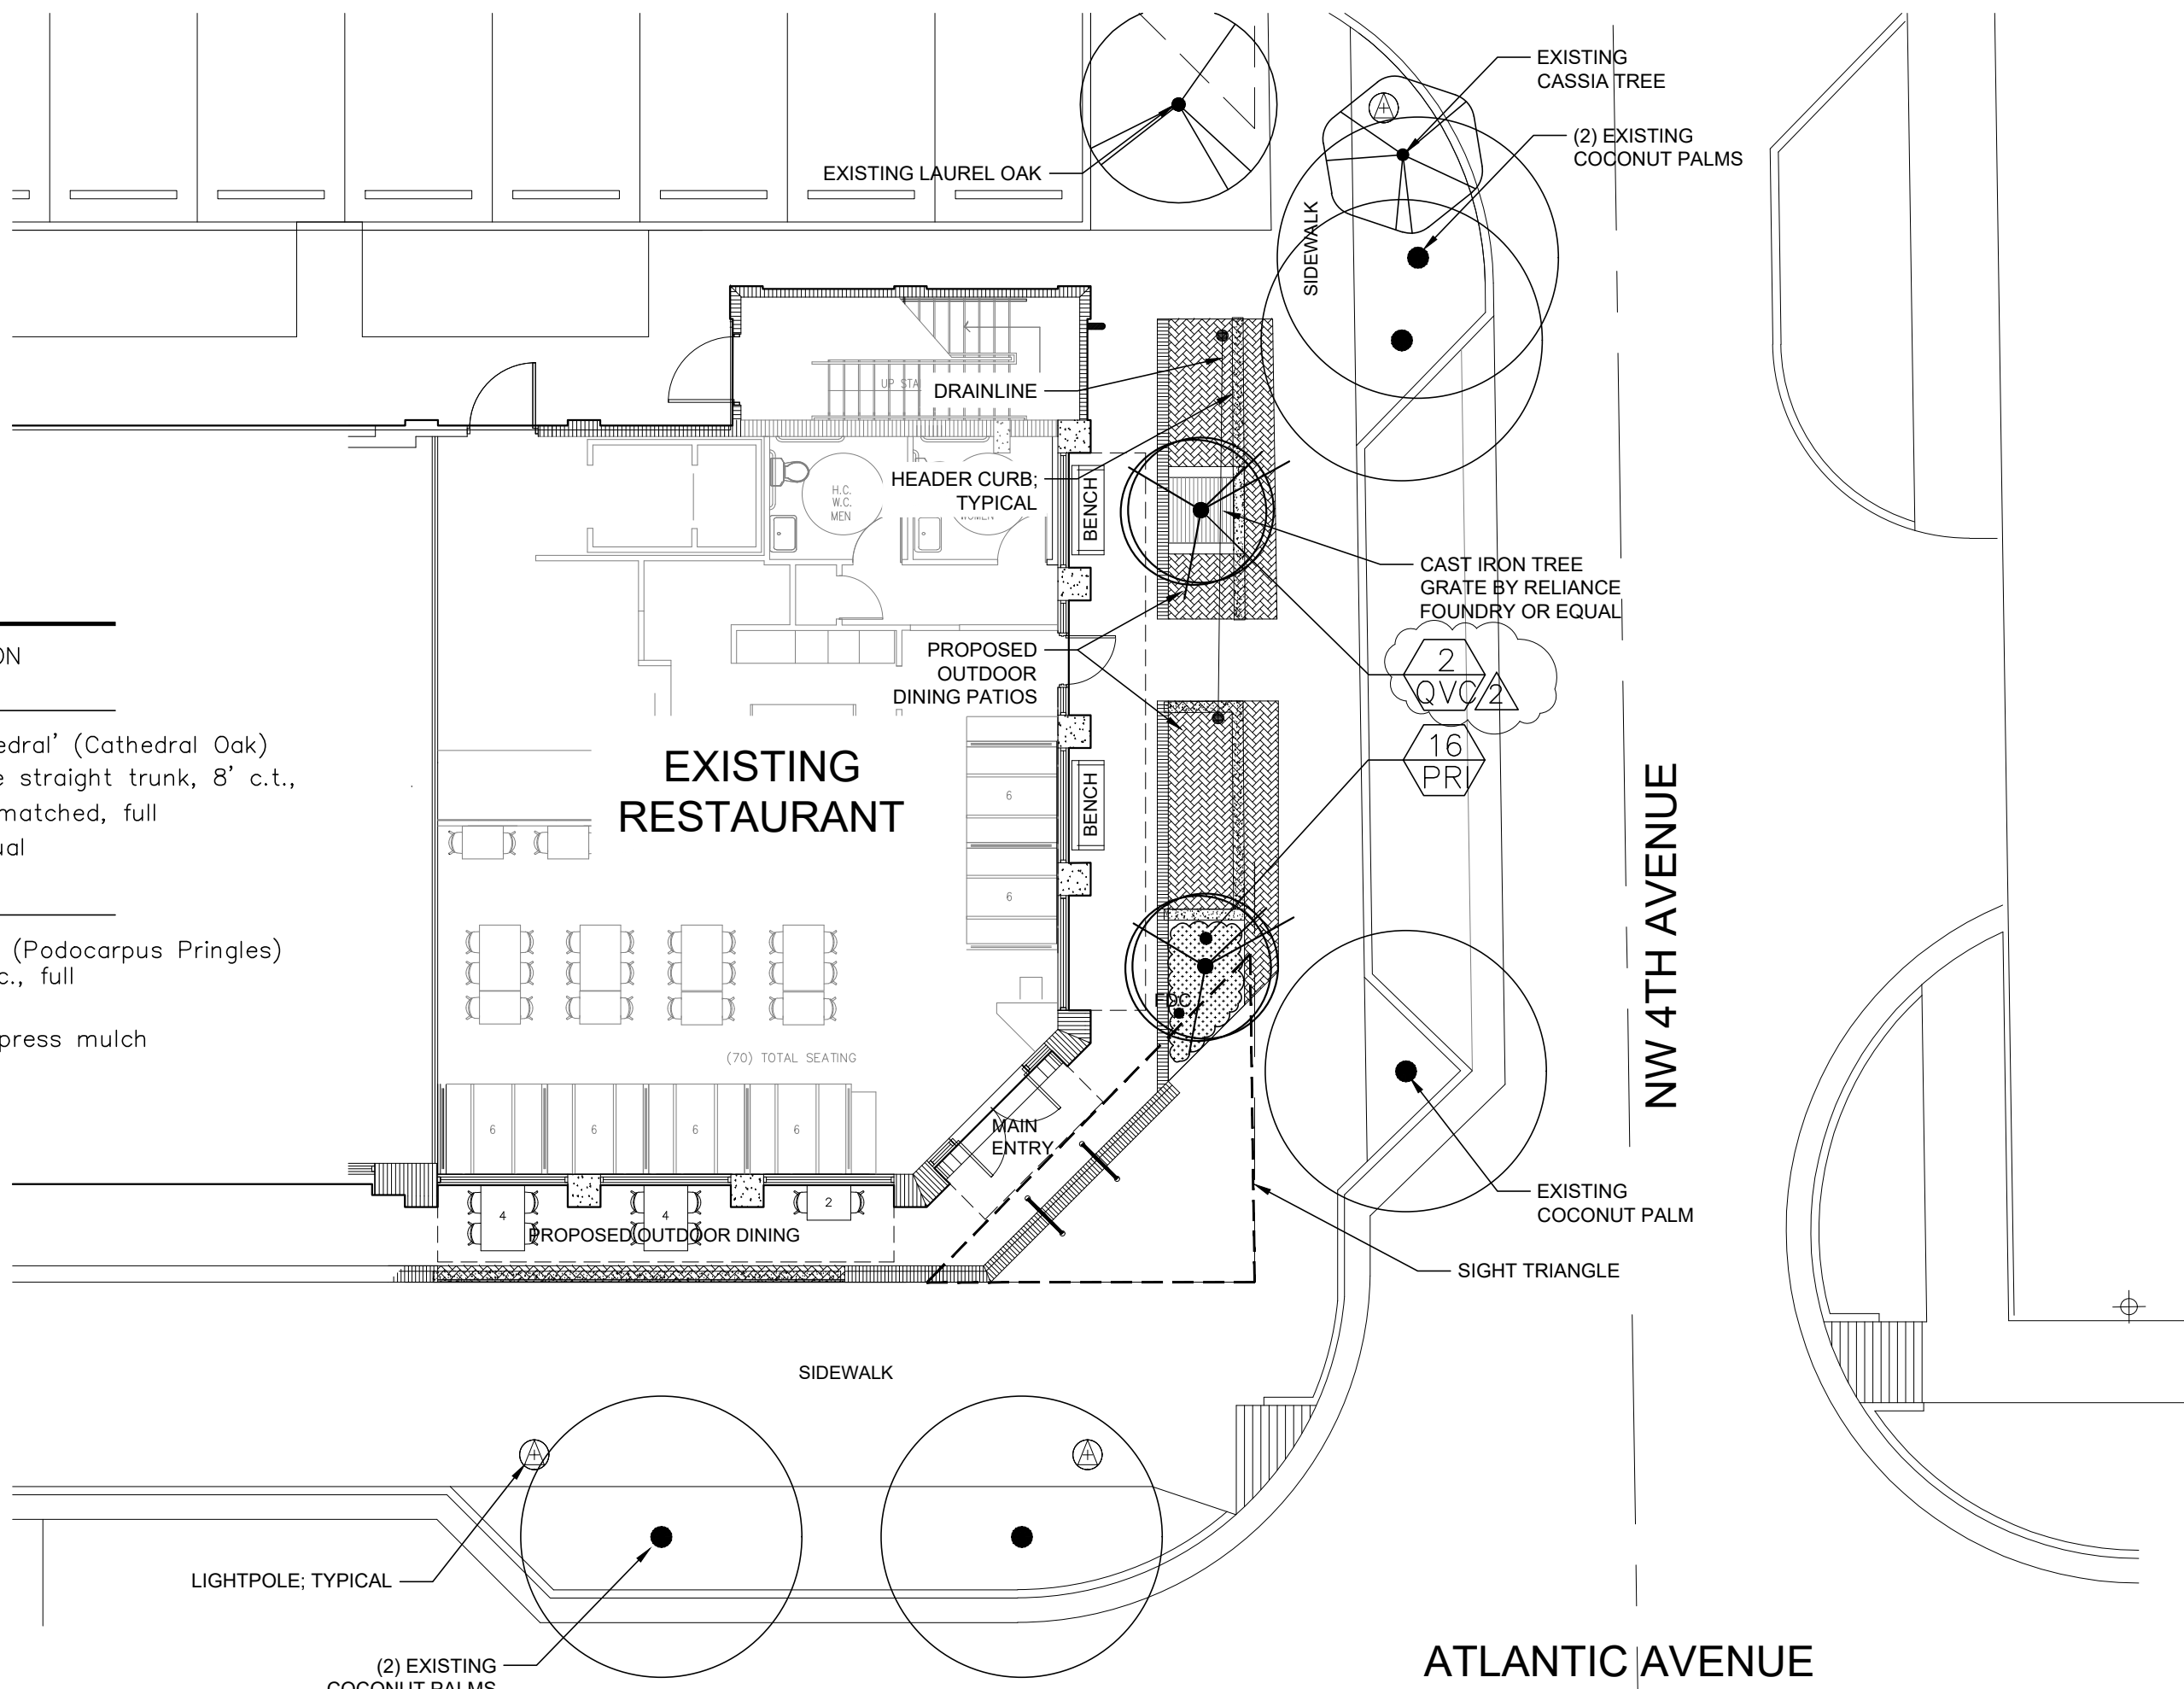 EXISTING
CASSIA TREE
(2) EXISTING
COCONUT PALMS
EXISTING LAUREL OAK
SIDEWALK
UP STA
DRAINLINE
HEADER CURB;
TYPICAL
H.C.
W.C.
MEN
BENCH
CAST IRON TREE
GRATE BY RELIANCE
FOUNDRY OR EQUAL
PROPOSED
OUTDOOR
DINING PATIOS
2
QVC
2
16
PRI
ON
edral' (Cathedral Oak)
e straight trunk, 8' c.t.,
matched, full
ual
(Podocarpus Pringles)
c., full
press mulch
EXISTING
RESTAURANT
6
BENCH
6
NW 4TH AVENUE
FDC
(70) TOTAL SEATING
6
6
6
6
MAIN
ENTRY
4
4
2
PROPOSED OUTDOOR DINING
EXISTING
COCONUT PALM
SIGHT TRIANGLE
SIDEWALK
LIGHTPOLE; TYPICAL
(2) EXISTING
COCONUT PALMS
ATLANTIC AVENUE